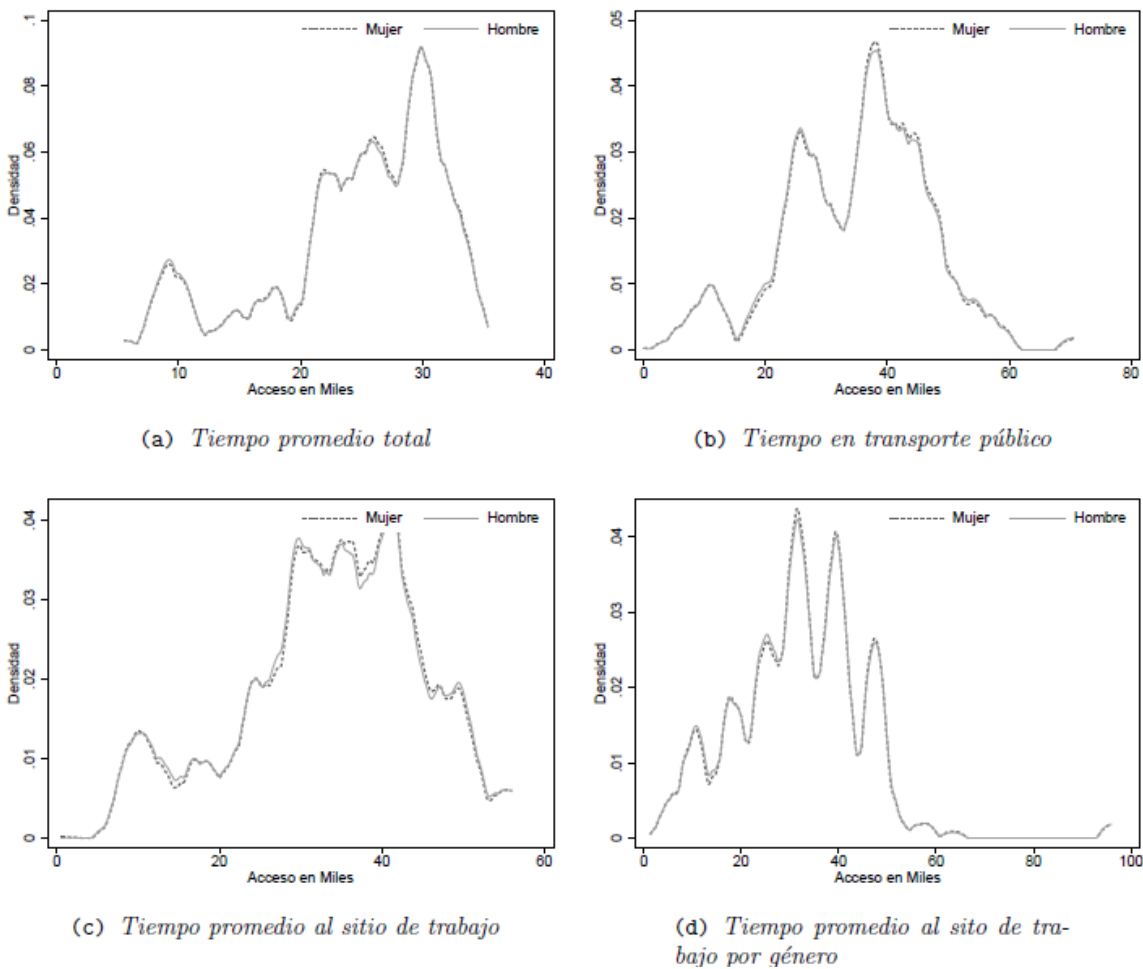 Mujer Hombre
Densidad
0 .02 .04 .06 .08 .1
0 10 20 30 40
Acceso en Miles
(a) Tiempo promedio total
Mujer Hombre
Densidad
0 .01 .02 .03 .04 .05
0 20 40 60 80
Acceso en Miles
(b) Tiempo en transporte público
Mujer Hombre
Densidad
0 .01 .02 .03 .04
0 20 40 60
Acceso en Miles
(c) Tiempo promedio al sitio de trabajo
Mujer Hombre
Densidad
0 .01 .02 .03 .04
0 20 40 60 80 100
Acceso en Miles
(d) Tiempo promedio al sito de tra-
bajo por género